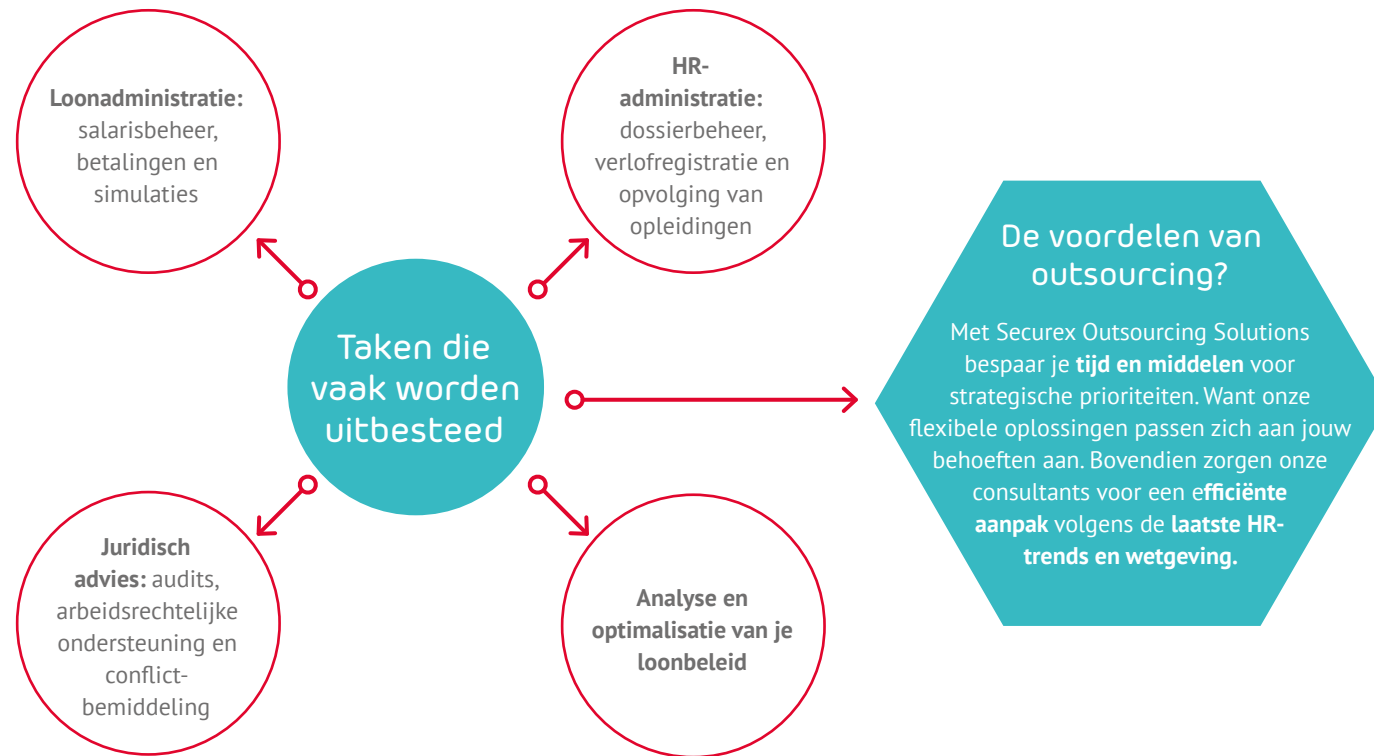 Loonadministratie:
salarisbeheer,
betalingen en
simulaties
HR-
administratie:
dossierbeheer,
verlofregistratie en
opvolging van
opleidingen
Taken die
vaak worden
uitbesteed
Juridisch
advies: audits,
arbeidsrechtelijke
ondersteuning en
conflict-
bemiddeling
Analyse en
optimalisatie van je
loonbeleid
De voordelen van
outsourcing?
Met Securex Outsourcing Solutions
bespaar je tijd en middelen voor
strategische prioriteiten. Want onze
flexibele oplossingen passen zich aan jouw
behoeften aan. Bovendien zorgen onze
consultants voor een efficiënte
aanpak volgens de laatste HR-
trends en wetgeving.